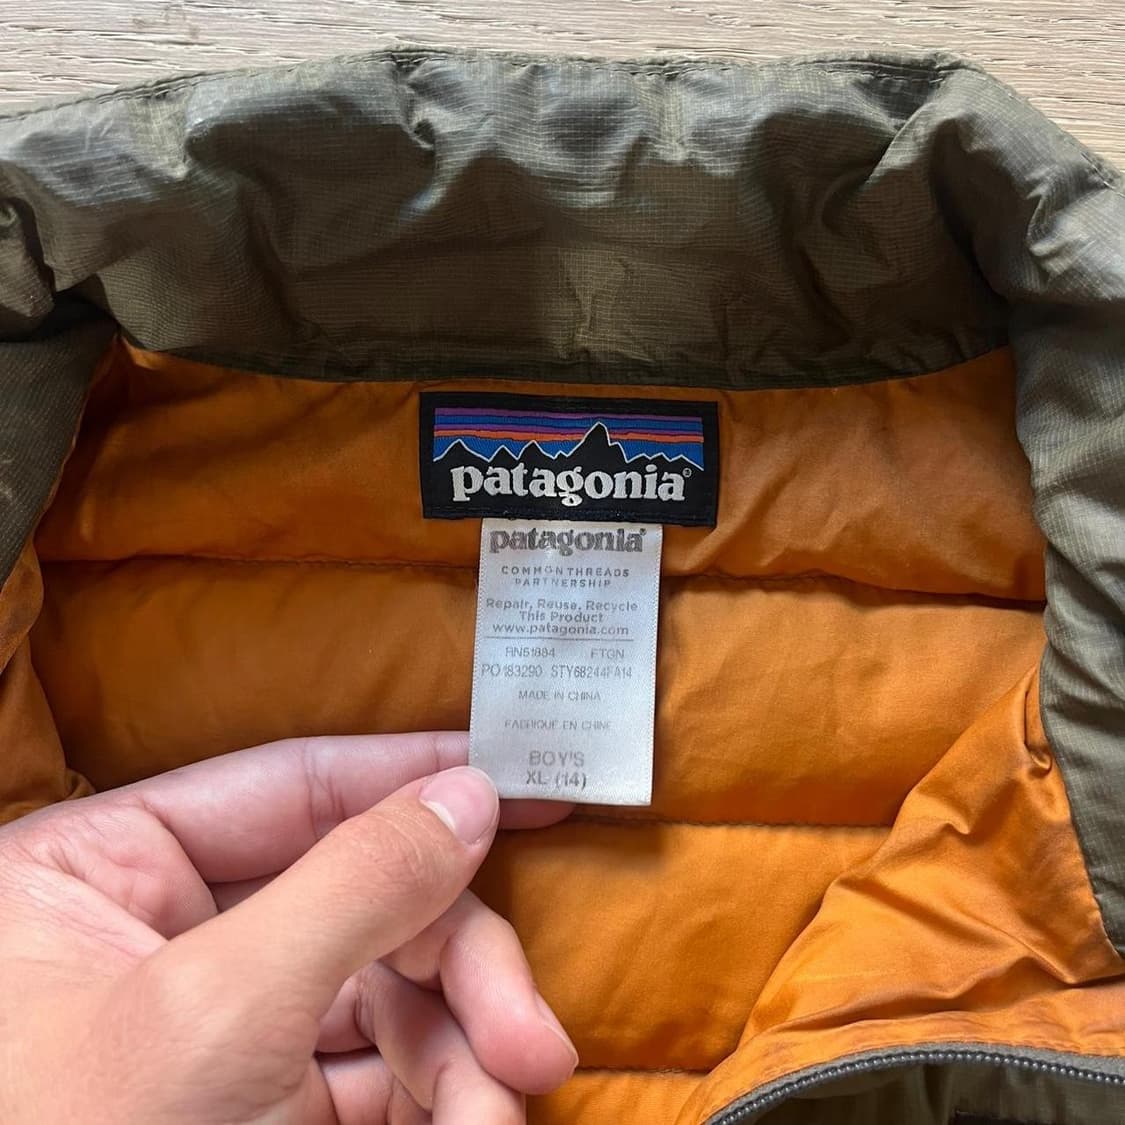 patagonia®
patagonia®
COMMON THREADS
PARTNERSHIP
Repair, Reuse, Recycle
This Product
www.patagonia.com
RN51884 FTGN
PO 183290 STY68244FA14
MADE IN CHINA
FABRIQUE EN CHINE
BOY'S
XL (14)